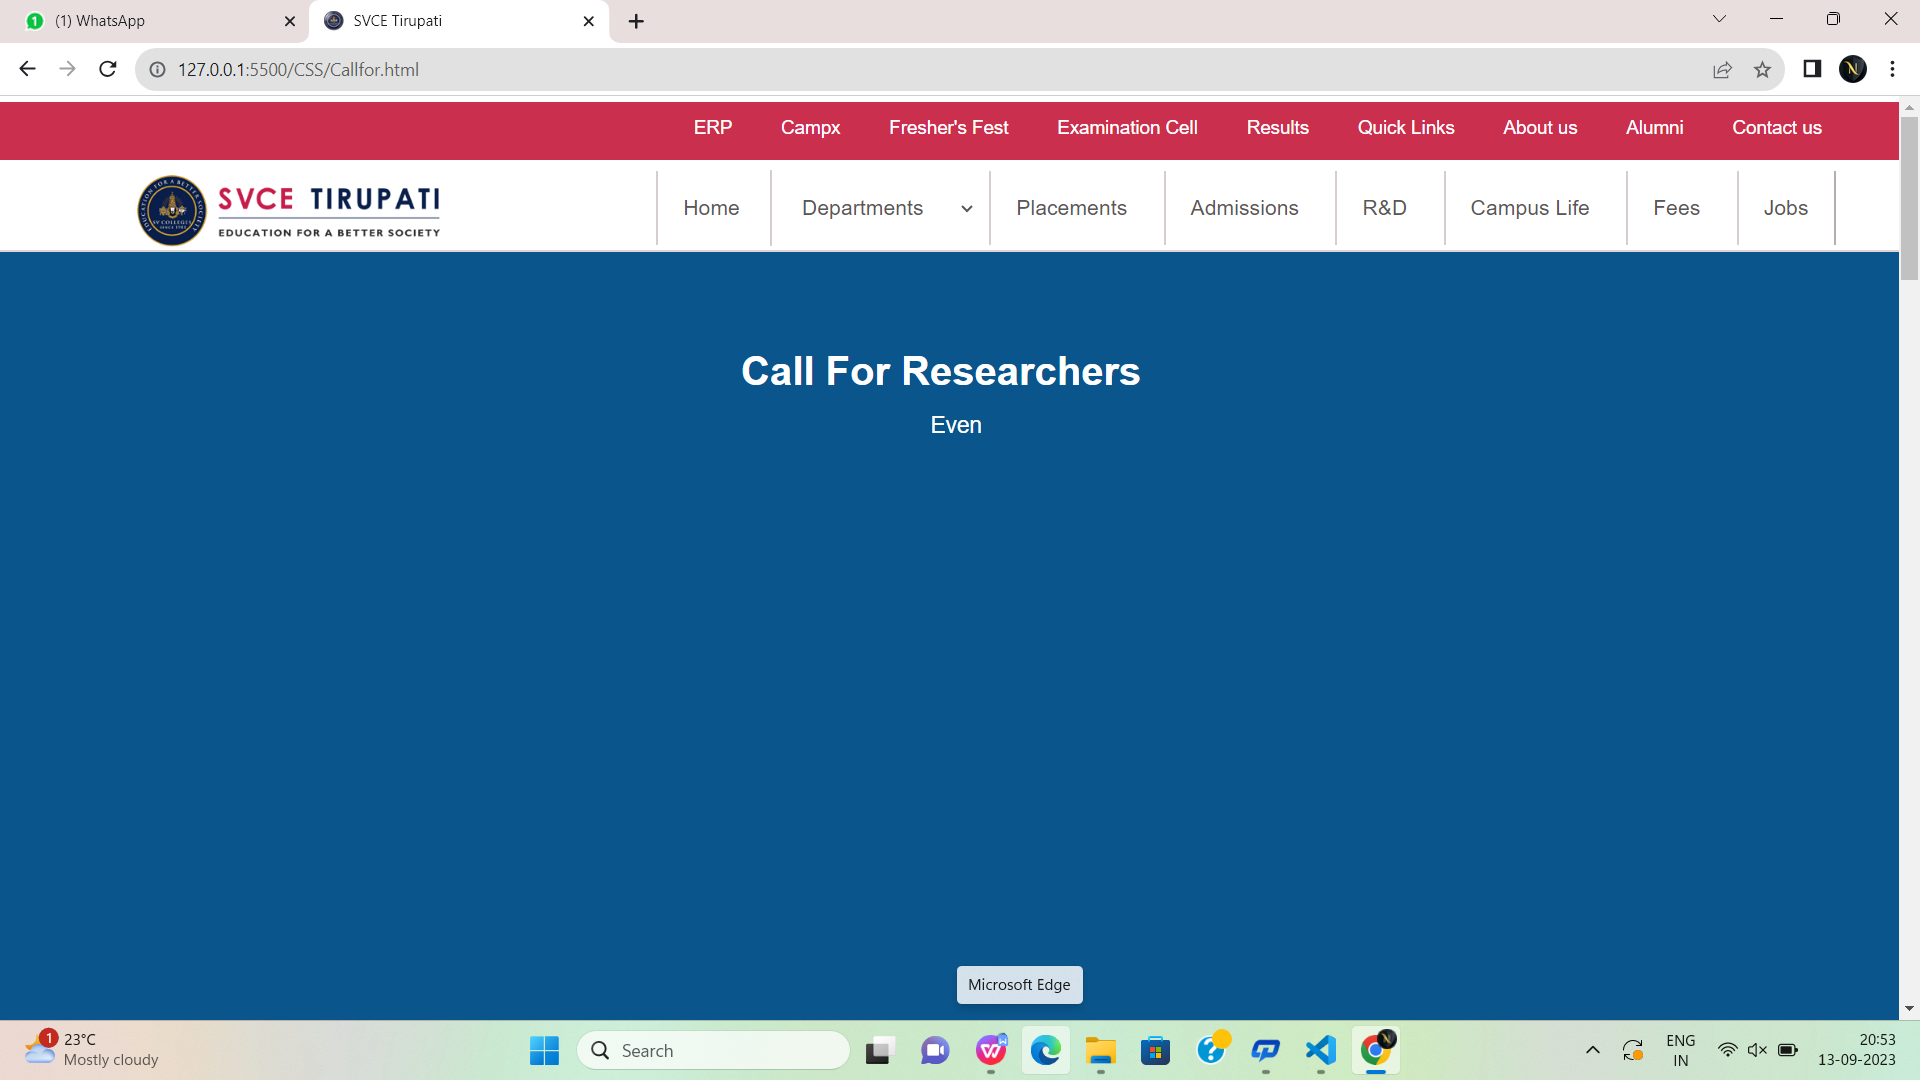 (1) WhatsApp
SVCE Tirupati
127.0.0.1:5500/CSS/Callfor.html
ERP Campx Fresher's Fest Examination Cell Results Quick Links About us Alumni Contact us
SVCE TIRUPATI
EDUCATION FOR A BETTER SOCIETY
Home Departments Placements Admissions R&D Campus Life Fees Jobs
Call For Researchers
Even
Microsoft Edge
1
23°C
Mostly cloudy
Search
ENG
IN
20:53
13-09-2023